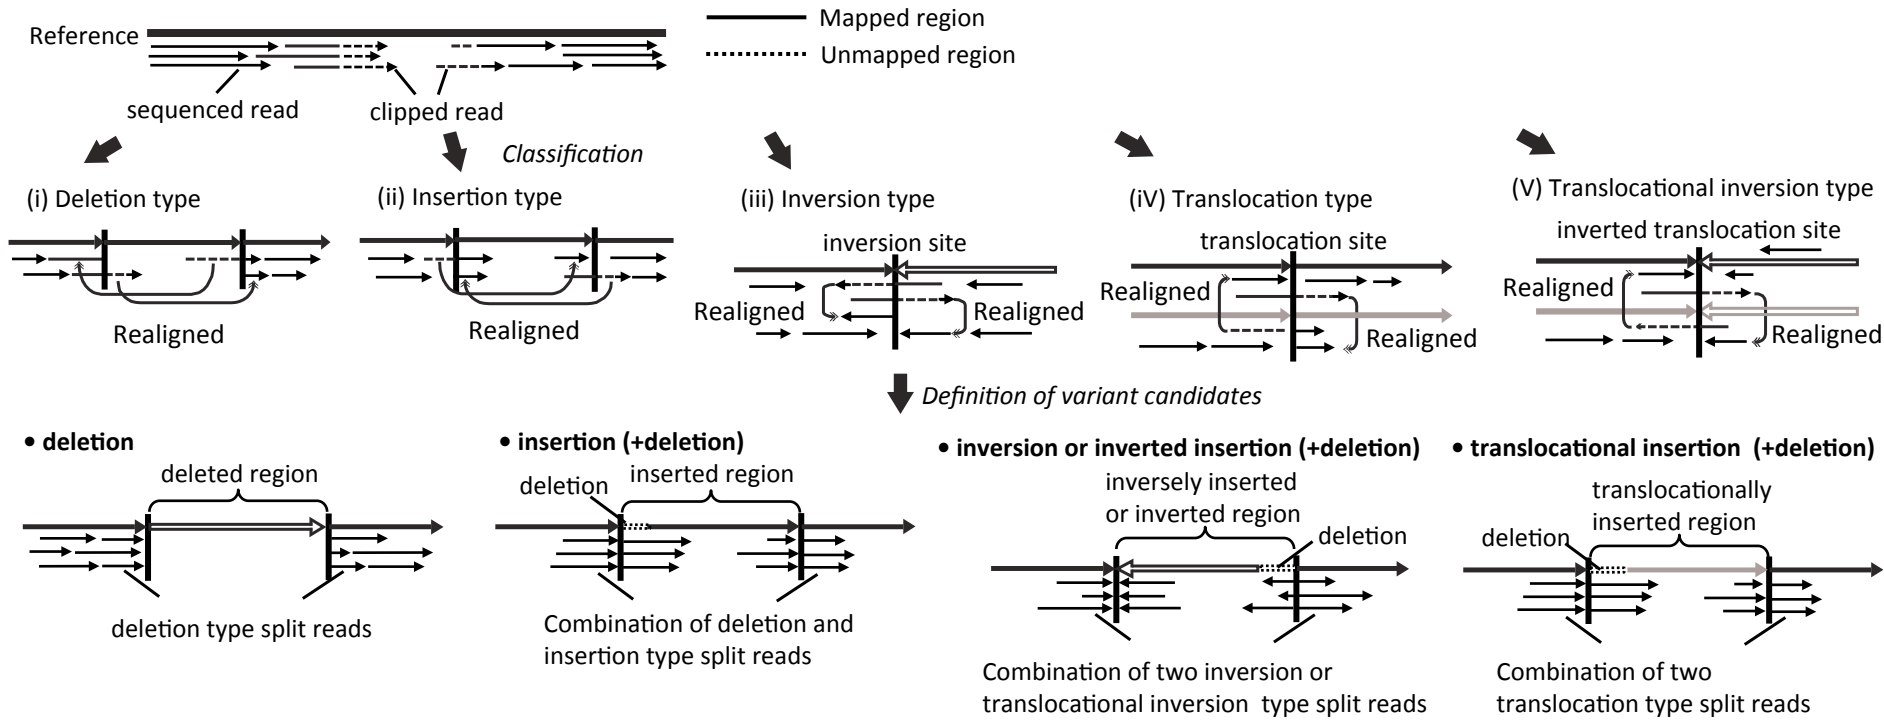 Mapped region
Reference
Unmapped region
sequenced read
clipped read
Classification
(i) Deletion type
(ii) Insertion type
(iii) Inversion type
(iV) Translocation type
(V) Translocational inversion type
inversion site
translocation site
inverted translocation site
Realigned
Realigned
Realigned
Realigned
Realigned
Realigned
Realigned
Realigned
Definition of variant candidates
• deletion
deleted region
deletion type split reads
• insertion (+deletion)
deletion
inserted region
Combination of deletion and
insertion type split reads
• inversion or inverted insertion (+deletion)
inversely inserted
or inverted region
deletion
Combination of two inversion or
translocational inversion type split reads
• translocational insertion (+deletion)
translocationally
inserted region
deletion
Combination of two
translocation type split reads